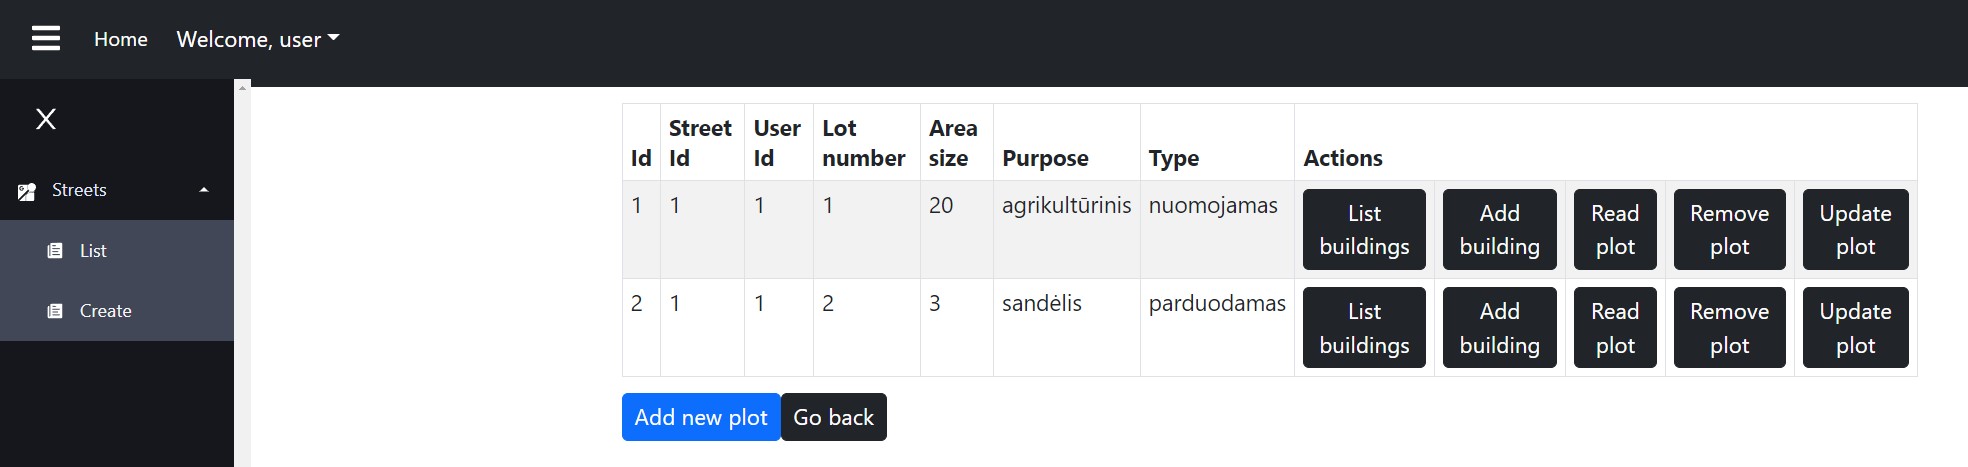 Home Welcome, user
X
Streets
List
Create
Id Street Id User Id Lot number Area size Purpose Type Actions
1 1 1 1 20 agrikultūrinis nuomojamas List buildings Add building Read plot Remove plot Update plot
2 1 1 2 3 sandėlis parduodamas List buildings Add building Read plot Remove plot Update plot
Add new plot Go back